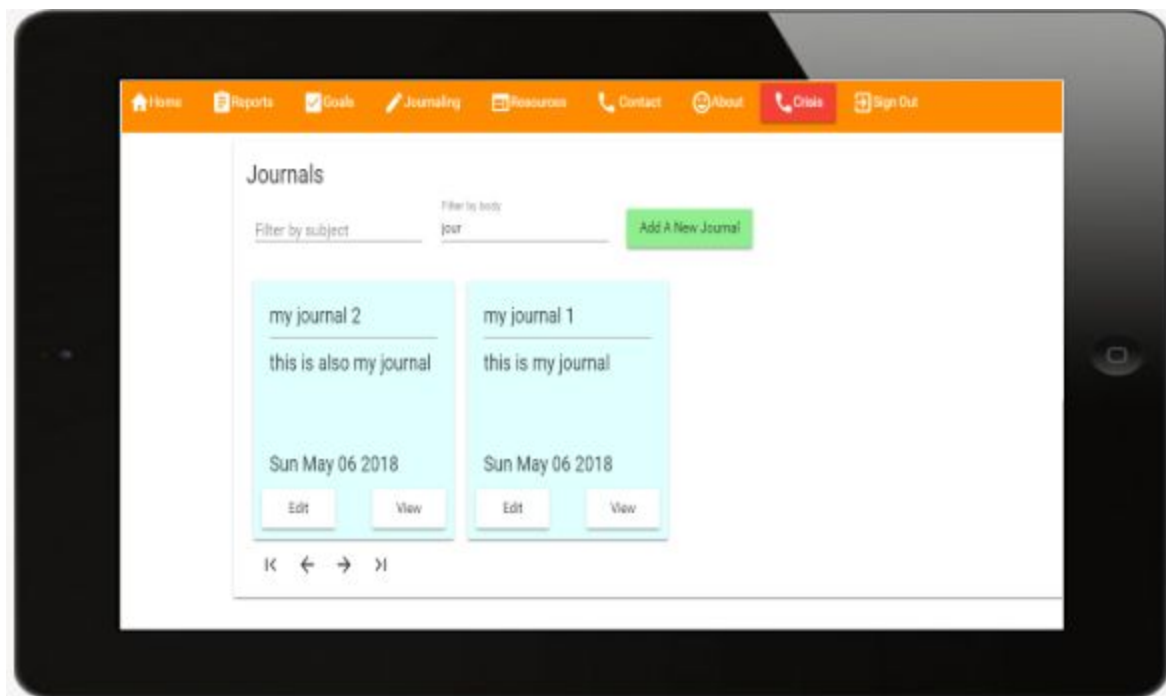 Home Reports Goals Journaling Resources Contact About Crisis Sign Out
Journals
Filter by subject
Filter by body
jour
Add A New Journal
my journal 2
this is also my journal
Sun May 06 2018
Edit View
my journal 1
this is my journal
Sun May 06 2018
Edit View